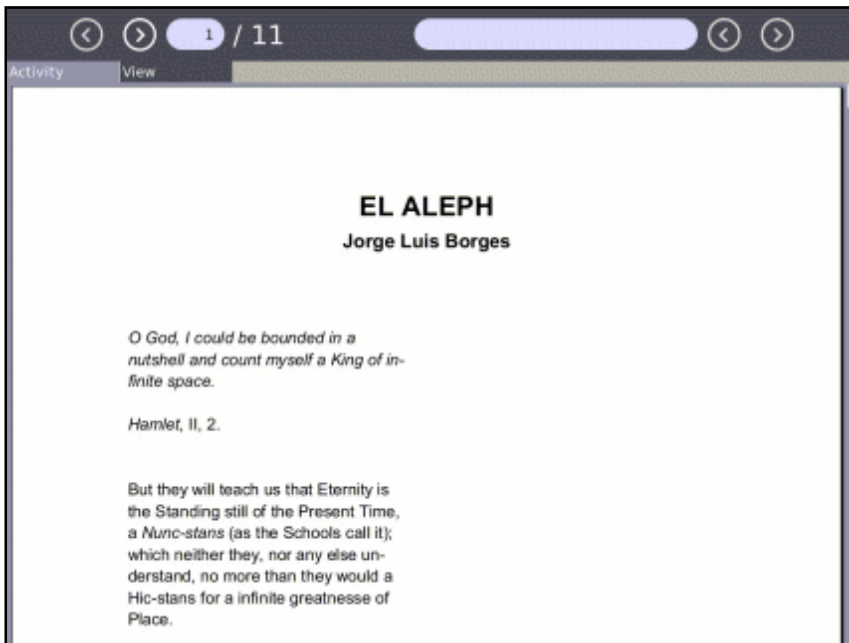 1 / 11
Activity View
EL ALEPH
Jorge Luis Borges
O God, I could be bounded in a
nutshell and count myself a King of in-
finite space.
Hamlet, II, 2.
But they will teach us that Eternity is
the Standing still of the Present Time,
a Nunc-stans (as the Schools call it);
which neither they, nor any else un-
derstand, no more than they would a
Hic-stans for a infinite greatnesse of
Place.